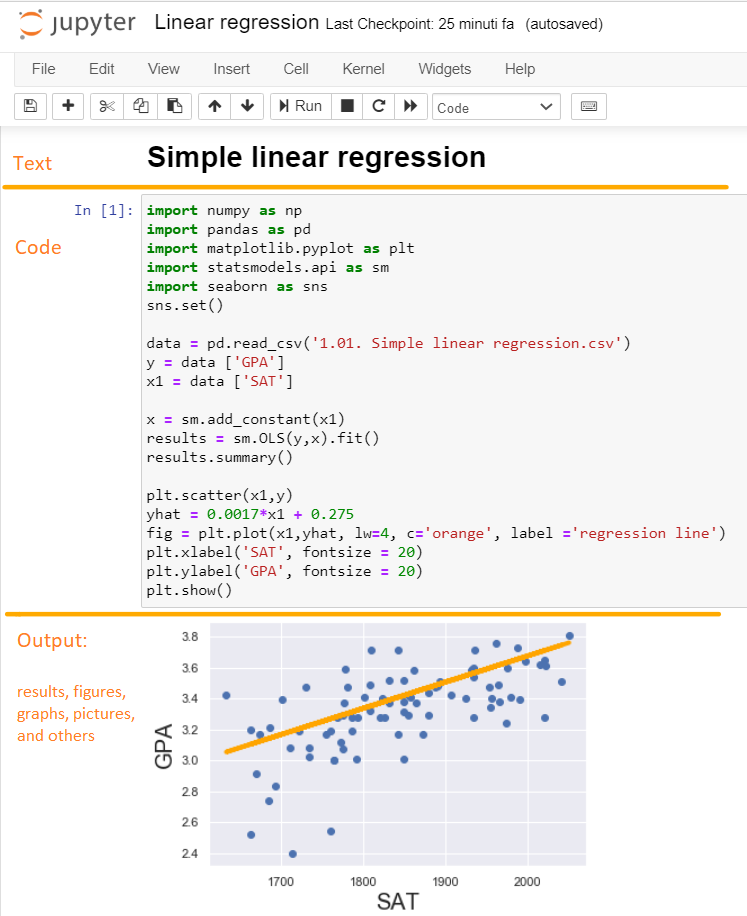 jupyter Linear regression Last Checkpoint: 25 minuti fa (autosaved)
File Edit View Insert Cell Kernel Widgets Help
Run Code
Text
Simple linear regression
In [1]:
Code
import numpy as np
import pandas as pd
import matplotlib.pyplot as plt
import statsmodels.api as sm
import seaborn as sns
sns.set()
data = pd.read_csv('1.01. Simple linear regression.csv')
y = data ['GPA']
x1 = data ['SAT']
x = sm.add_constant(x1)
results = sm.OLS(y,x).fit()
results.summary()
plt.scatter(x1,y)
yhat = 0.0017*x1 + 0.275
fig = plt.plot(x1,yhat, lw=4, c='orange', label ='regression line')
plt.xlabel('SAT', fontsize = 20)
plt.ylabel('GPA', fontsize = 20)
plt.show()
Output:
results, figures,
graphs, pictures,
and others
GPA
3.8
3.6
3.4
3.2
3.0
2.8
2.6
2.4
1700 1800 1900 2000
SAT